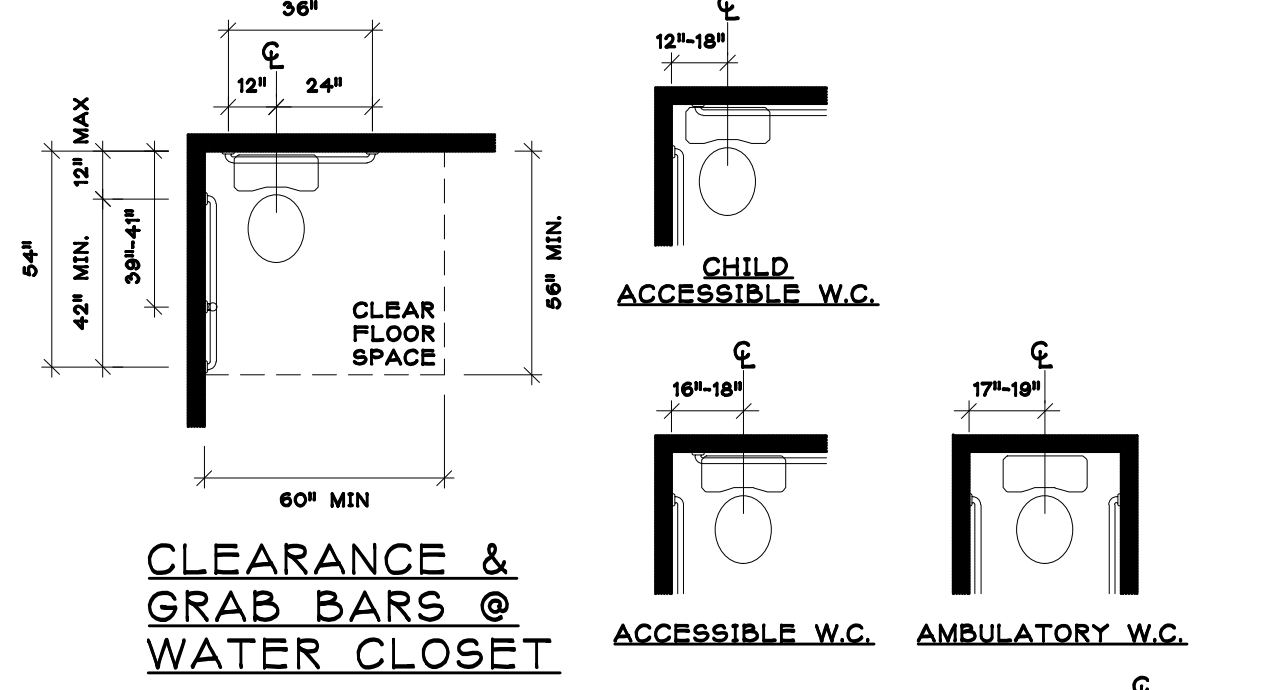 36"
℄
12"
24"
12" MAX
54"
42" MIN.
39"-41"
56" MIN.
CLEAR
FLOOR
SPACE
60" MIN
CLEARANCE &
GRAB BARS @
WATER CLOSET
℄
12"-18"
CHILD
ACCESSIBLE W.C.
℄
16"-18"
ACCESSIBLE W.C.
℄
17"-19"
AMBULATORY W.C.
℄